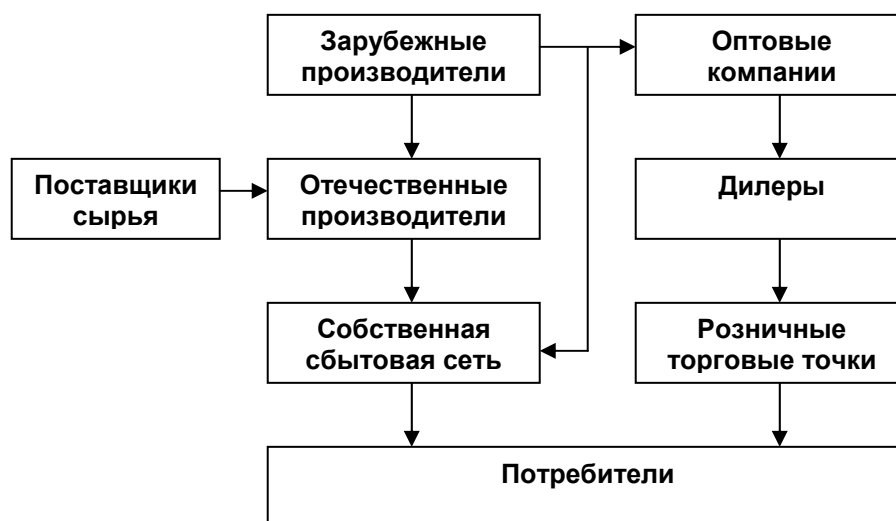 Зарубежные
производители
Оптовые
компании
Поставщики
сырья
Отечественные
производители
Дилеры
Собственная
сбытовая сеть
Розничные
торговые точки
Потребители